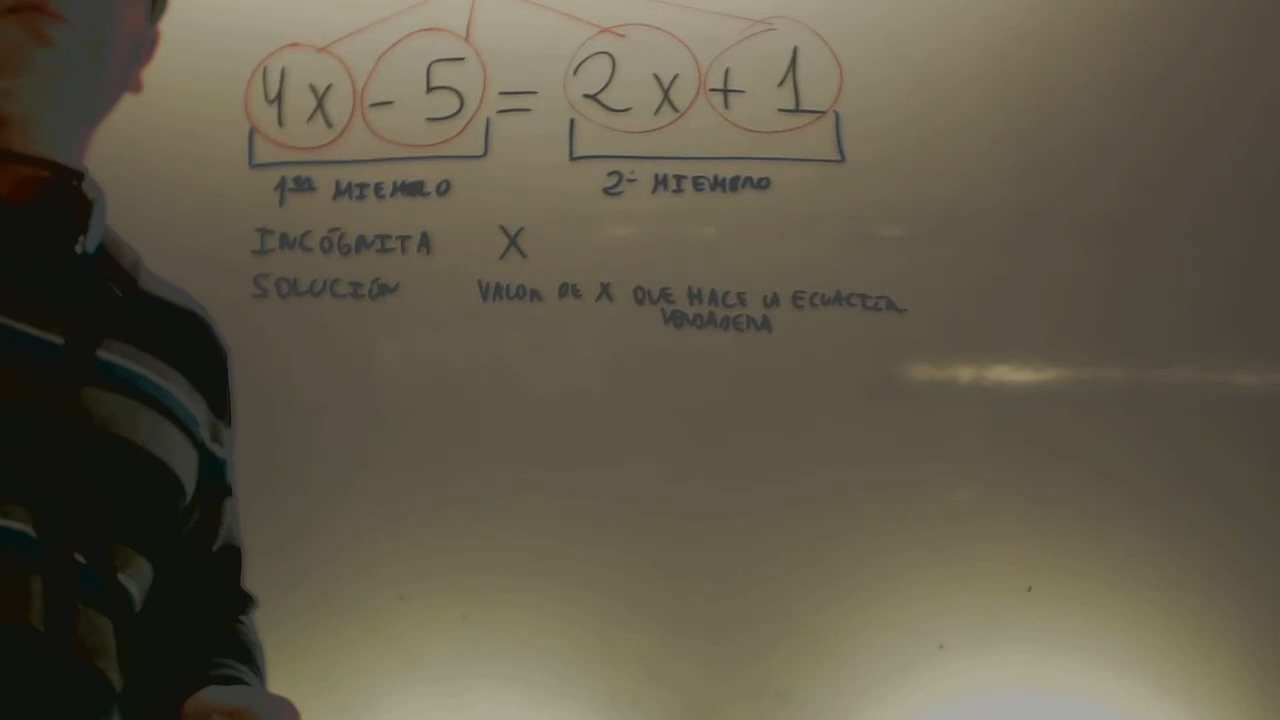 4x - 5 = 2x + 1
1er MIEMBRO 2º MIEMBRO
INCÓGNITA X
SOLUCIÓN VALOR DE X QUE HACE LA ECUACIÓN
VERDADERA